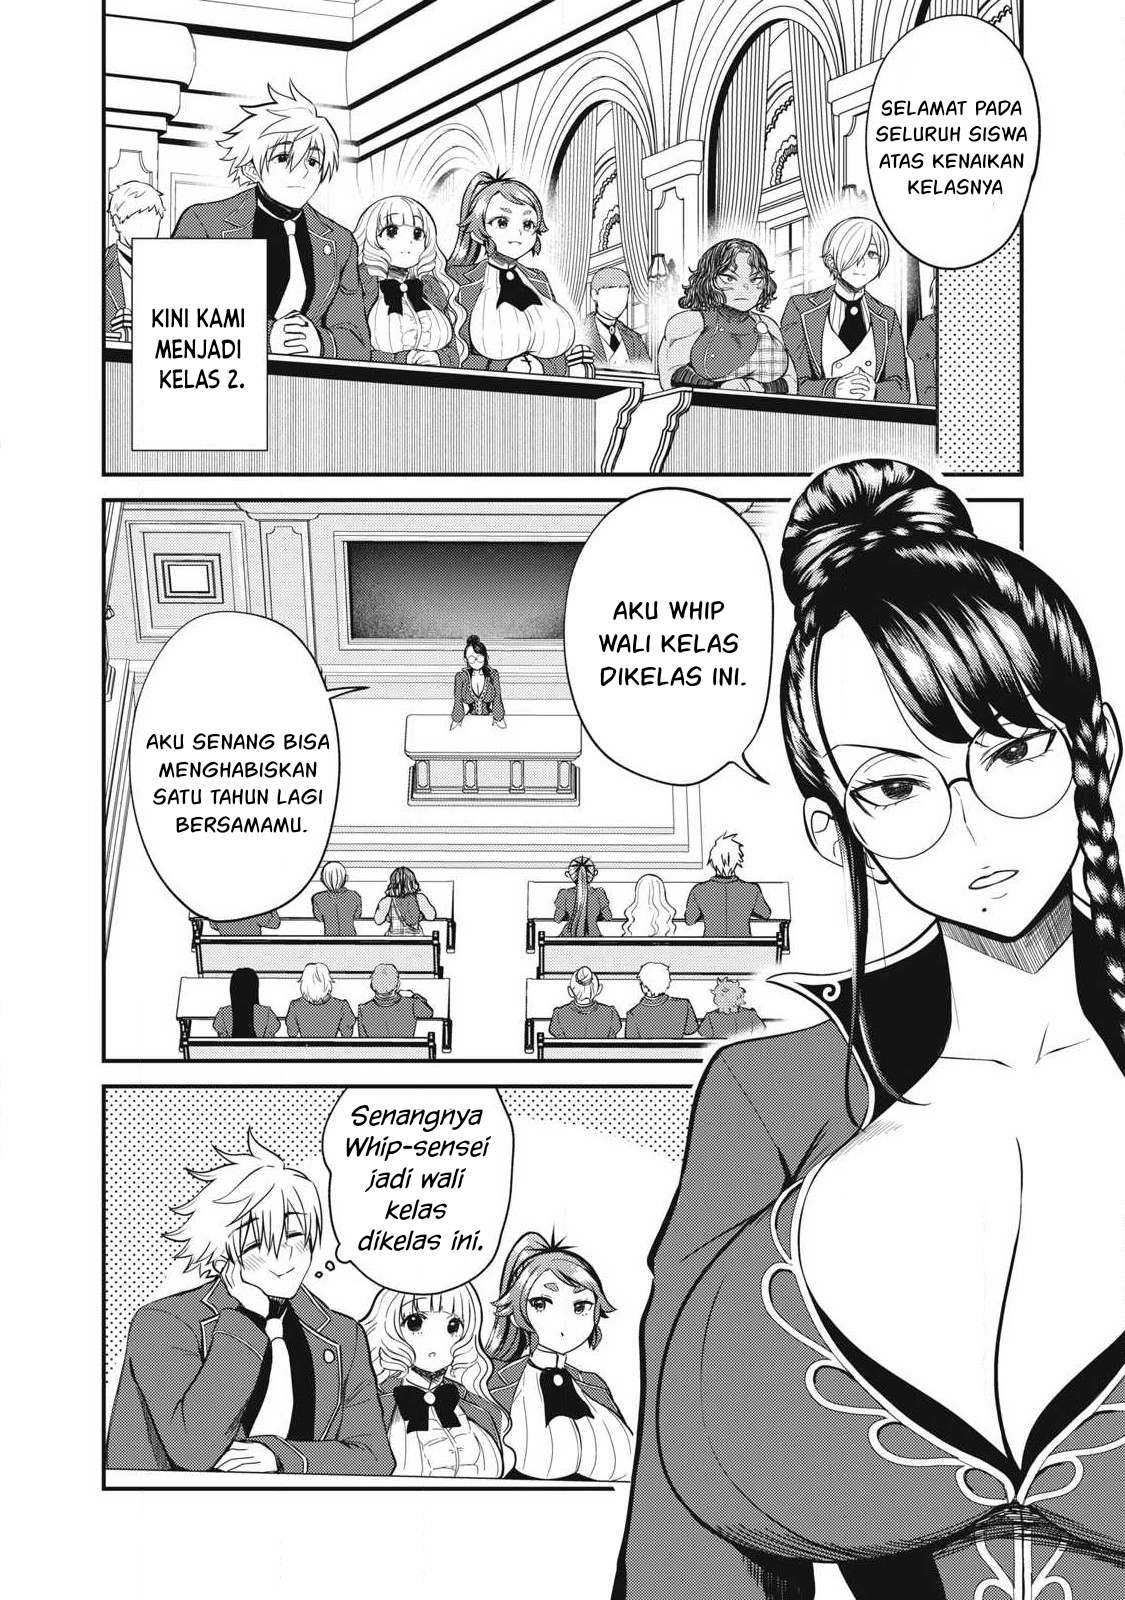 SELAMAT PADA
SELURUH SISWA
ATAS KENAIKAN
KELASNYA
KINI KAMI
MENJADI
KELAS 2.
AKU WHIP
WALI KELAS
DIKELAS INI.
AKU SENANG BISA
MENGHABISKAN
SATU TAHUN LAGI
BERSAMAMU.
Senangnya
Whip-sensei
jadi wali
kelas
dikelas ini.